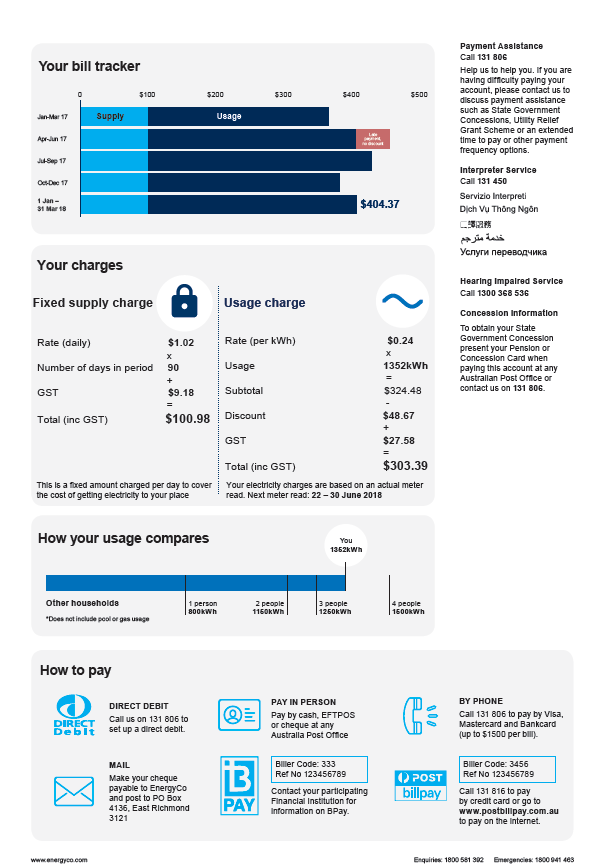 Your bill tracker
0 $100 $200 $300 $400 $500
Jan-Mar 17
Supply Usage
Apr-Jun 17
Late
payment,
no discount
Jul-Sep 17
Oct-Dec 17
1 Jan –
31 Mar 18
$404.37
Your charges
Fixed supply charge
Rate (daily) $1.02
x
Number of days in period 90
+
GST $9.18
=
Total (inc GST) $100.98
This is a fixed amount charged per day to cover
the cost of getting electricity to your place
Usage charge
Rate (per kWh) $0.24
x
Usage 1352kWh
=
Subtotal $324.48
-
Discount $48.67
+
GST $27.58
=
Total (inc GST) $303.39
Your electricity charges are based on an actual meter
read. Next meter read: 22 – 30 June 2018
How your usage compares
You
1352kWh
Other households
1 person
800kWh
2 people
1150kWh
3 people
1250kWh
4 people
1500kWh
*Does not include pool or gas usage
Payment Assistance
Call 131 806
Help us to help you. If you are
having difficulty paying your
account, please contact us to
discuss payment assistance
such as State Government
Concessions, Utility Relief
Grant Scheme or an extended
time to pay or other payment
frequency options.
Interpreter Service
Call 131 450
Servizio Interpreti
Dịch Vụ Thông Ngôn
خدمة مترجم
Услуги переводчика
Hearing Impaired Service
Call 1300 368 536
Concession Information
To obtain your State
Government Concession
present your Pension or
Concession Card when
paying this account at any
Australian Post Office or
contact us on 131 806.
How to pay
DIRECT
Debit
DIRECT DEBIT
Call us on 131 806 to
set up a direct debit.
PAY IN PERSON
Pay by cash, EFTPOS
or cheque at any
Australia Post Office
BY PHONE
Call 131 806 to pay by Visa,
Mastercard and Bankcard
(up to $1500 per bill).
MAIL
Make your cheque
payable to EnergyCo
and post to PO Box
4136, East Richmond
3121
B
PAY
Biller Code: 333
Ref No 123456789
Contact your participating
Financial Institution for
information on BPay.
POST
billpay
Biller Code: 3456
Ref No 123456789
Call 131 816 to pay
by credit card or go to
www.postbillpay.com.au
to pay on the internet.
www.energyco.com
Enquiries: 1800 581 392 Emergencies: 1800 941 463